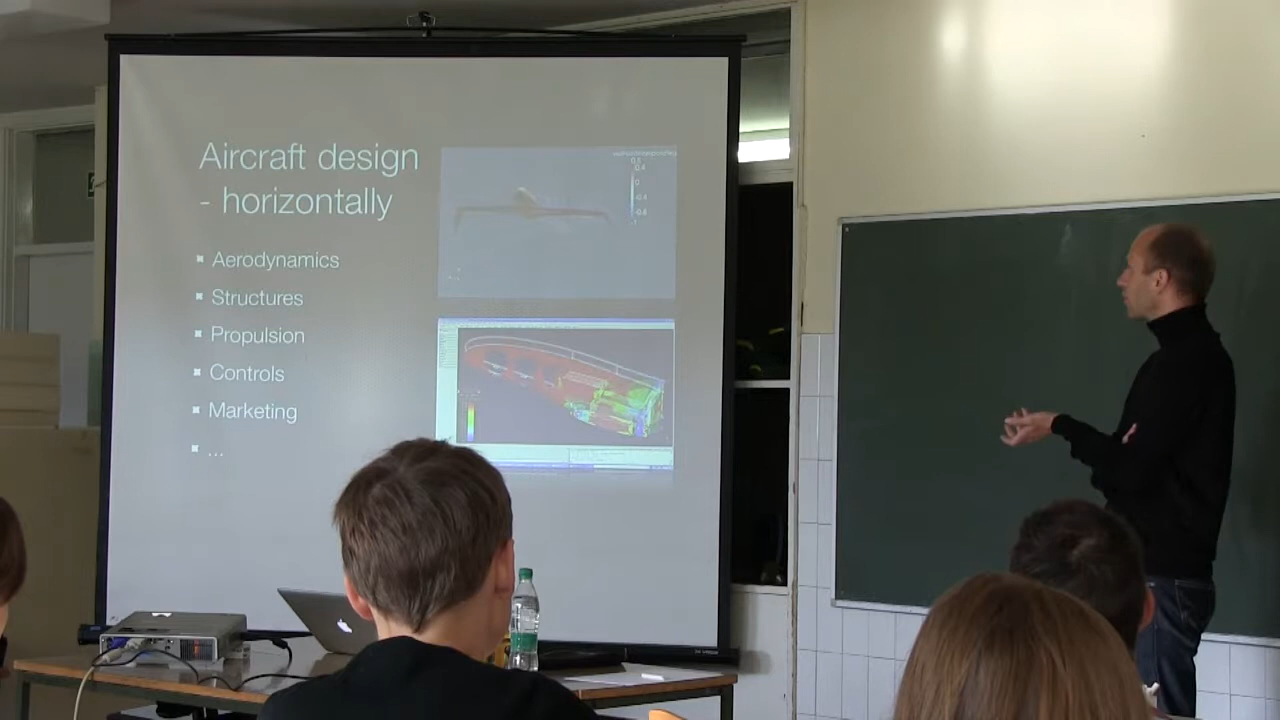 Aircraft design
- horizontally
Aerodynamics
Structures
Propulsion
Controls
Marketing
...